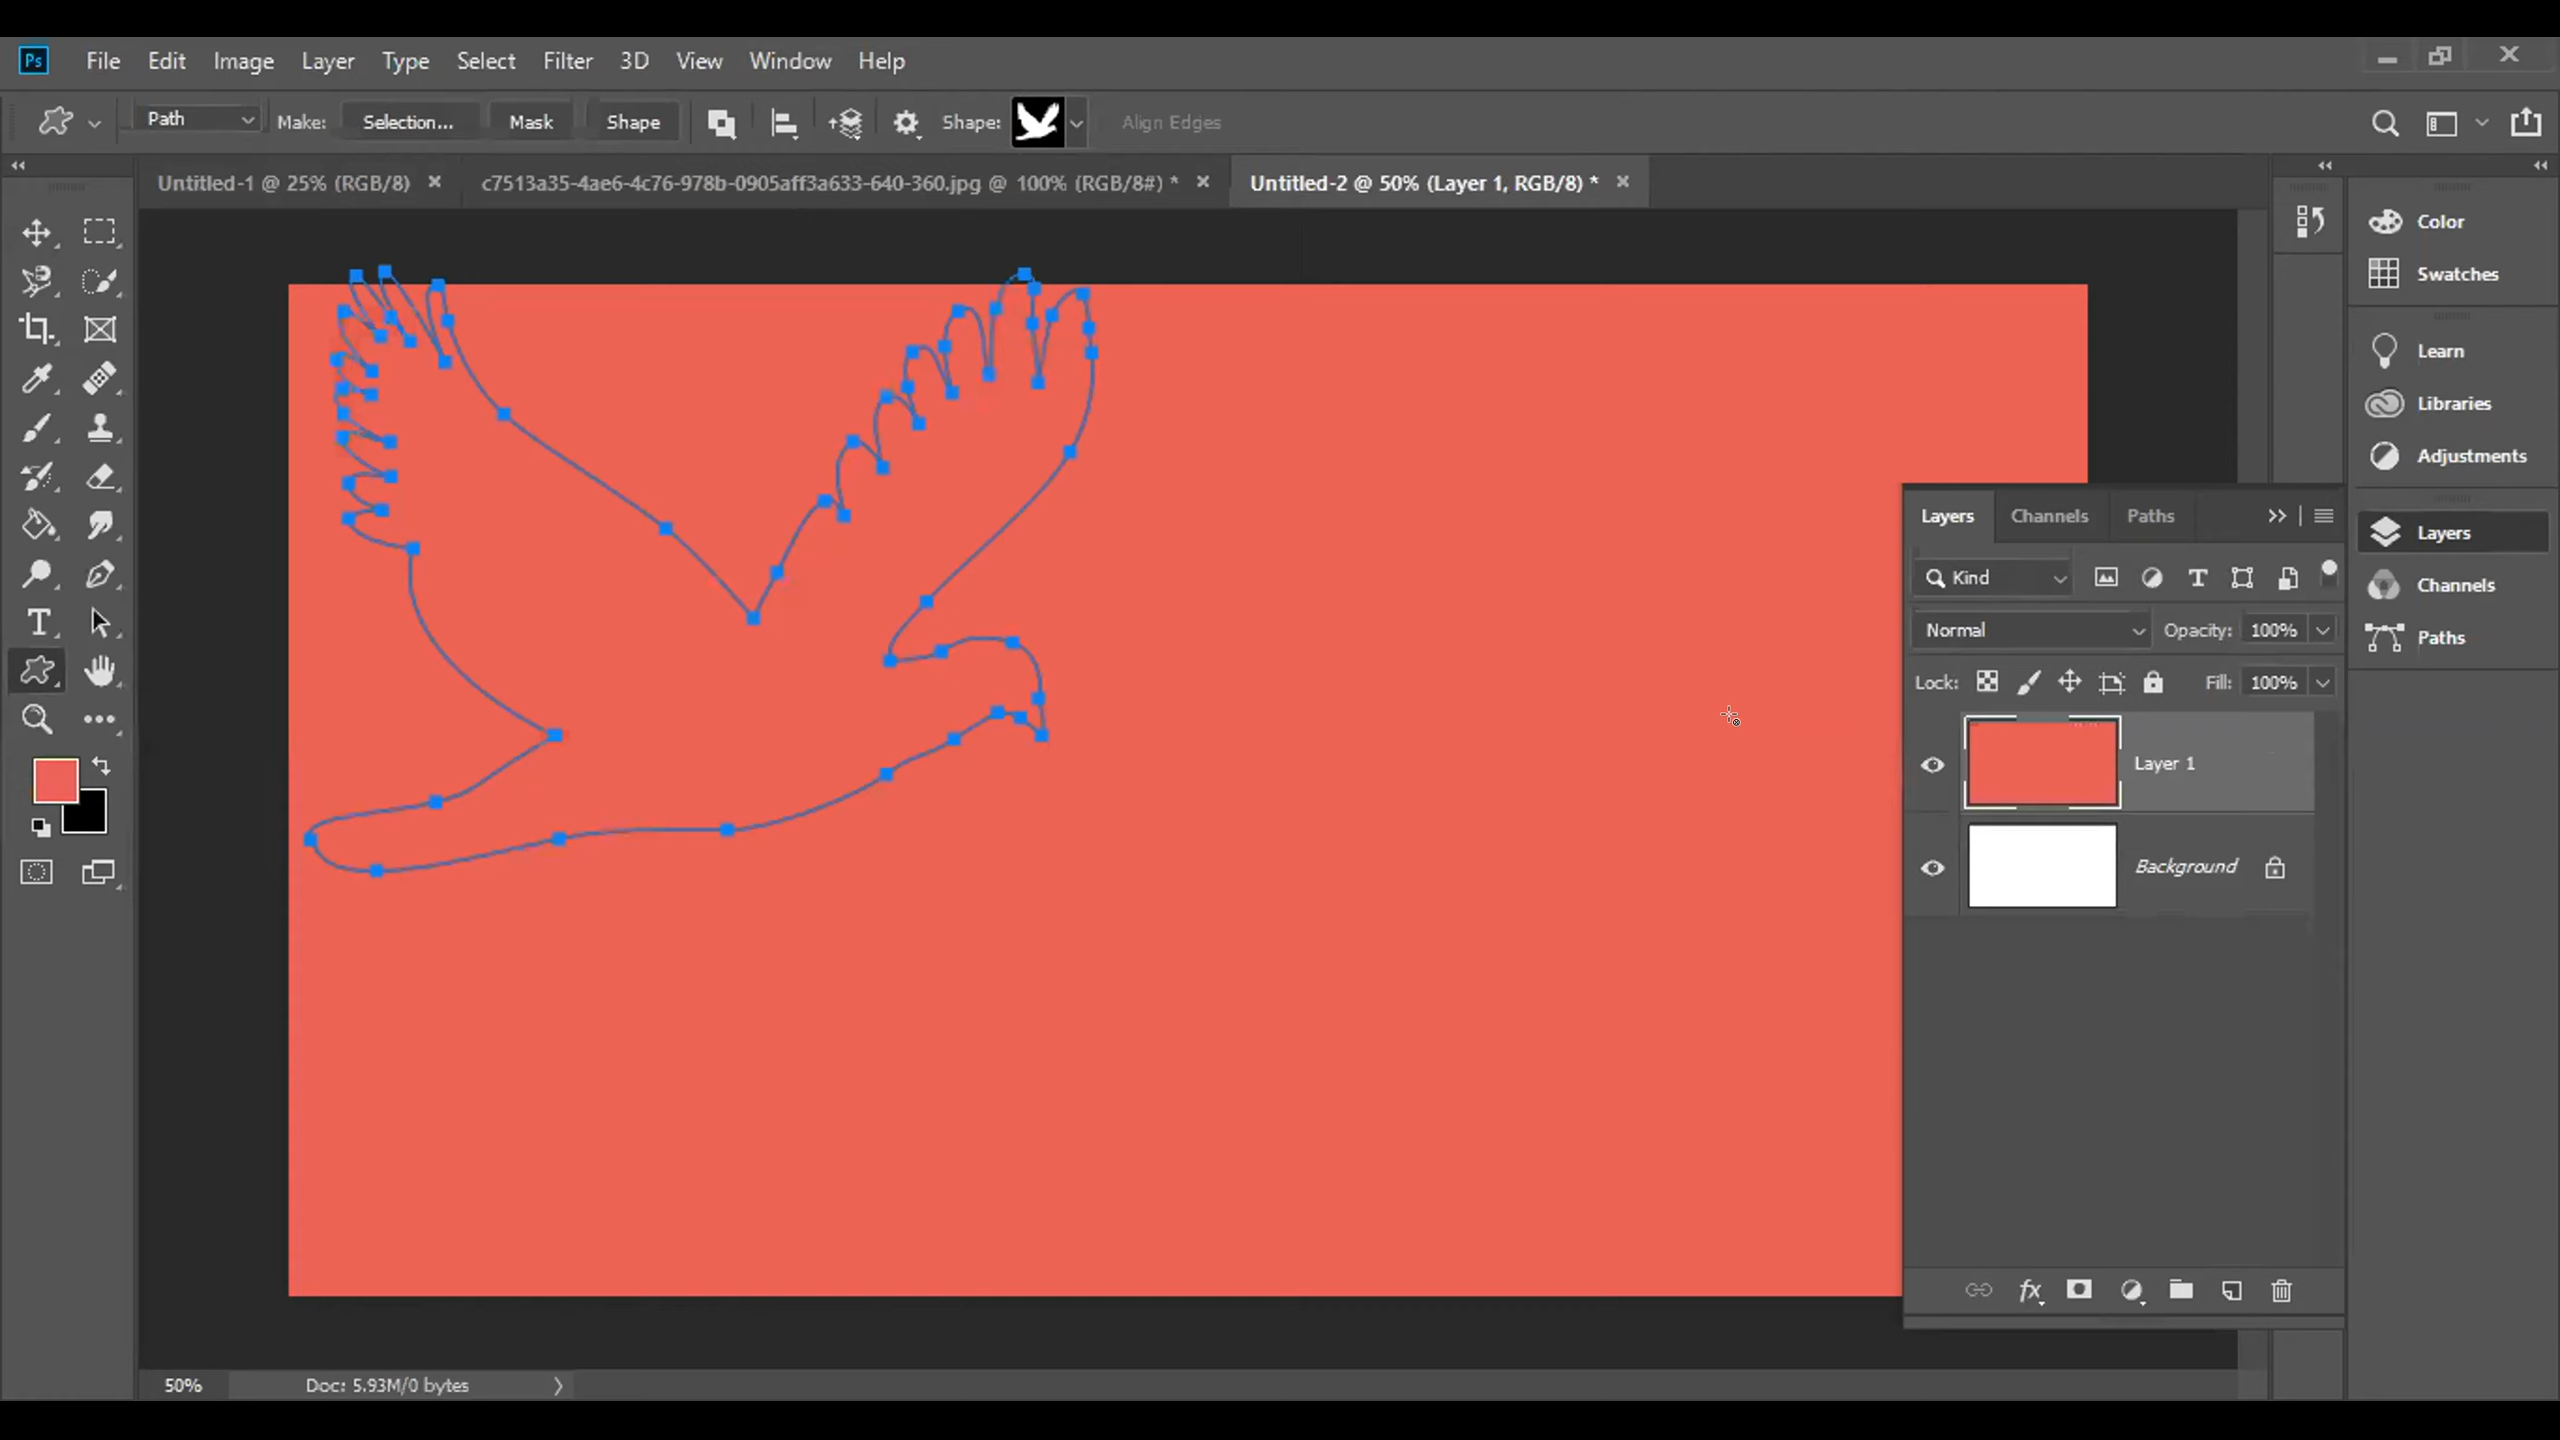 Ps File Edit Image Layer Type Select Filter 3D View Window Help
Path Make: Selection... Mask Shape Shape: Align Edges
Untitled-1 @ 25% (RGB/8) c7513a35-4ae6-4c76-978b-0905aff3a633-640-360.jpg @ 100% (RGB/8#) * Untitled-2 @ 50% (Layer 1, RGB/8) *
Color
Swatches
Learn
Libraries
Adjustments
Layers
Channels
Paths
Layers Channels Paths
Kind
Normal Opacity: 100%
Lock: Fill: 100%
Layer 1
Background
fx
50% Doc: 5.93M/0 bytes